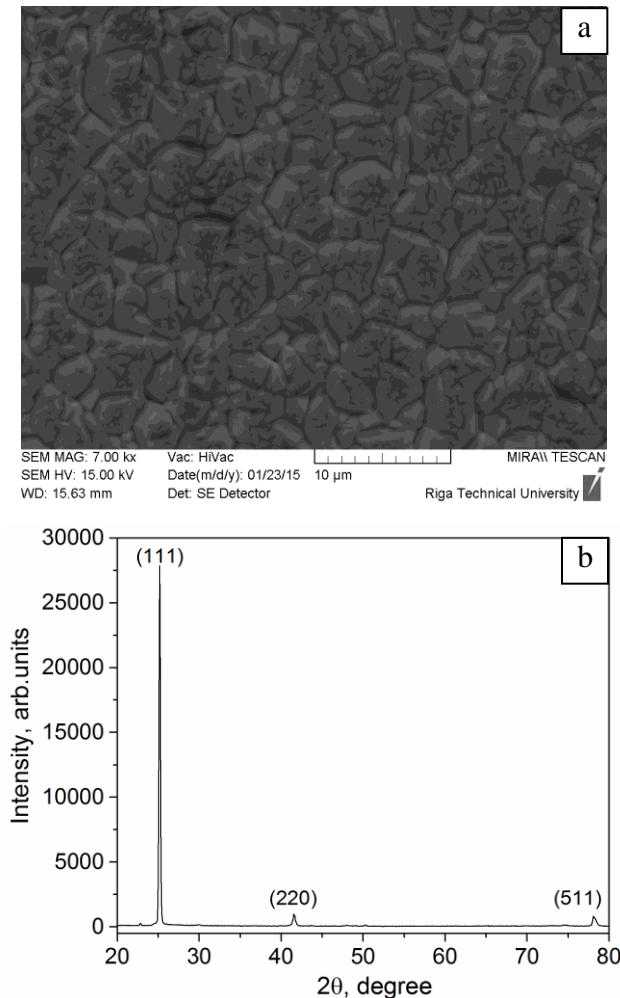 a
SEM MAG: 7.00 kx Vac: HiVac MIRA\\ TESCAN
SEM HV: 15.00 kV Date(m/d/y): 01/23/15 10 µm
WD: 15.63 mm Det: SE Detector Riga Technical University
b
30000
(111)
25000
20000
15000
10000
5000
(220)
(511)
0
20 30 40 50 60 70 80
Intensity, arb.units
2θ, degree